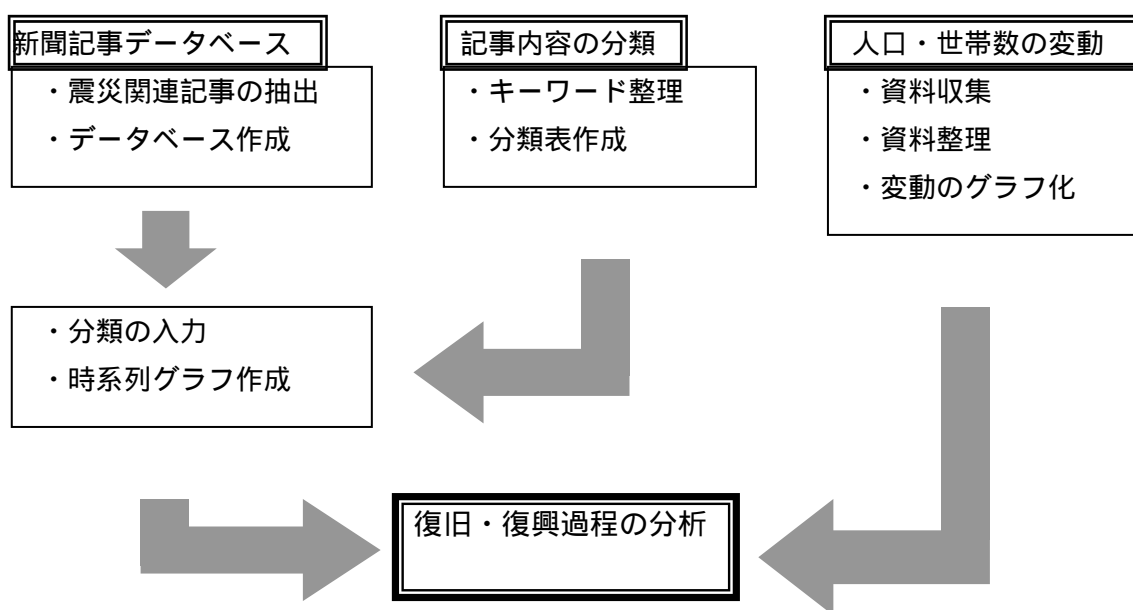 新聞記事データベース
・震災関連記事の抽出
・データベース作成
記事内容の分類
・キーワード整理
・分類表作成
人口・世帯数の変動
・資料収集
・資料整理
・変動のグラフ化
・分類の入力
・時系列グラフ作成
復旧・復興過程の分析